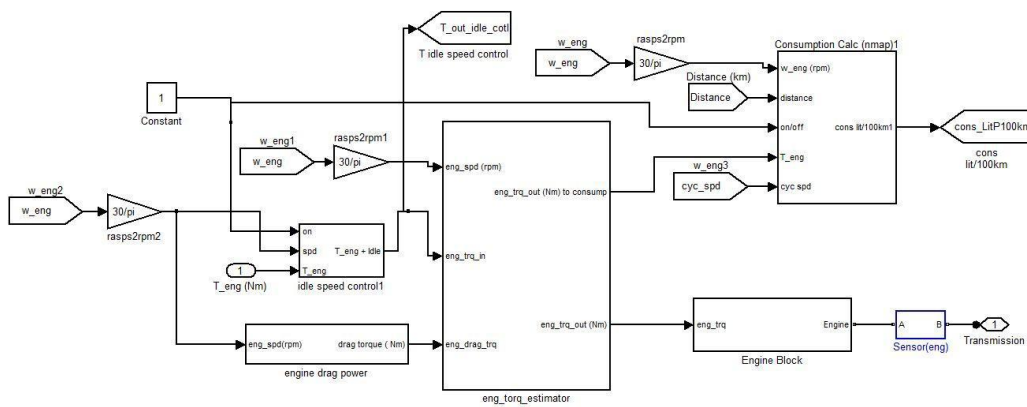 T_out_idle_cotl
T idle speed control
w_eng
w_eng
rasps2rpm
30/pi
Consumption Calc (nmap)1
w_eng (rpm)
Distance (km)
Distance
distance
1
Constant
on/off
cons lit/100km1
cons_LitP100km
cons
lit/100km
w_eng1
w_eng
rasps2rpm1
30/pi
eng_spd (rpm)
T_eng
w_eng3
cyc_spd
cyc spd
eng_trq_out (Nm) to consump
w_eng2
w_eng
30/pi
rasps2rpm2
on
spd
T_eng
T_eng + Idle
idle speed control1
1
T_eng (Nm)
eng_trq_in
eng_trq_out (Nm)
eng_drag_trq
eng_torq_estimator
eng_spd(rpm)
drag torque ( Nm)
engine drag power
eng_trq
Engine
Engine Block
A
B
Sensor(eng)
1
Transmission